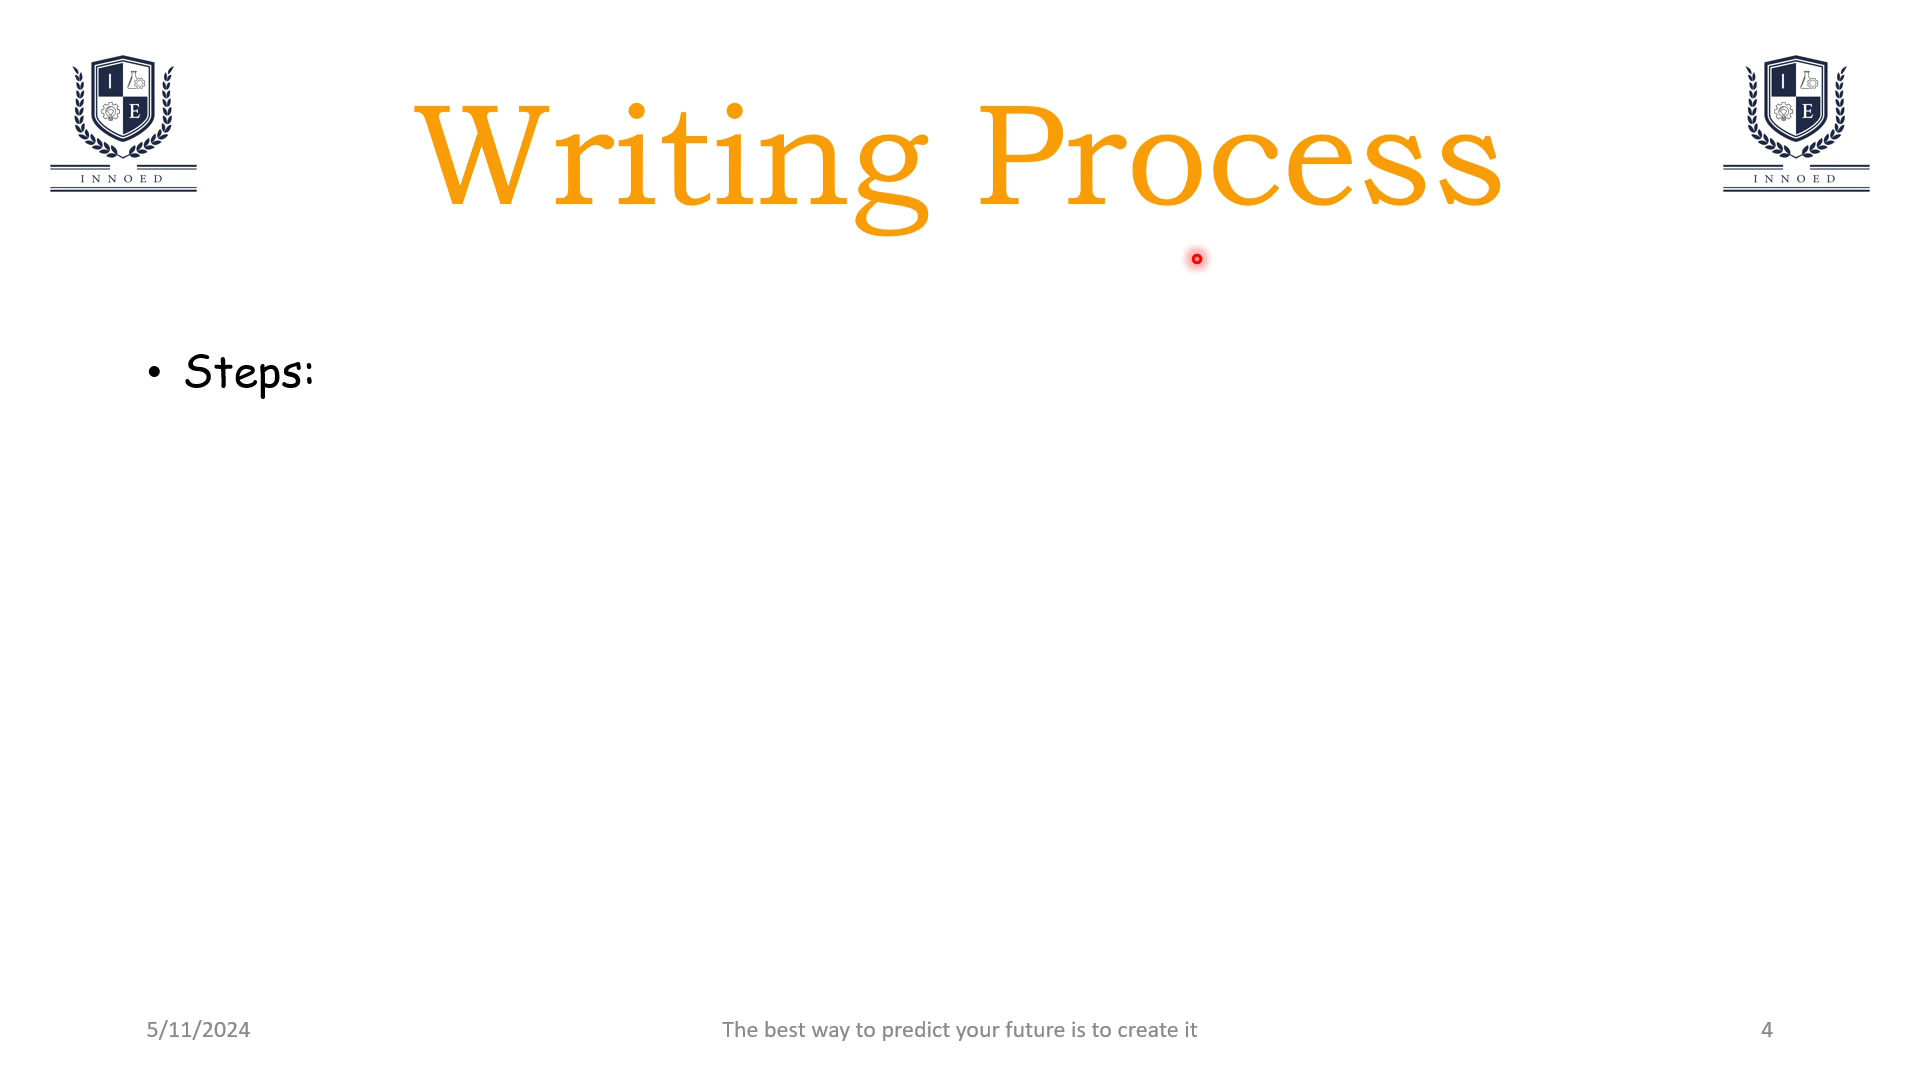 I
E
INNOED
Writing Process
I
E
INNOED
• Steps:
5/11/2024
The best way to predict your future is to create it
4